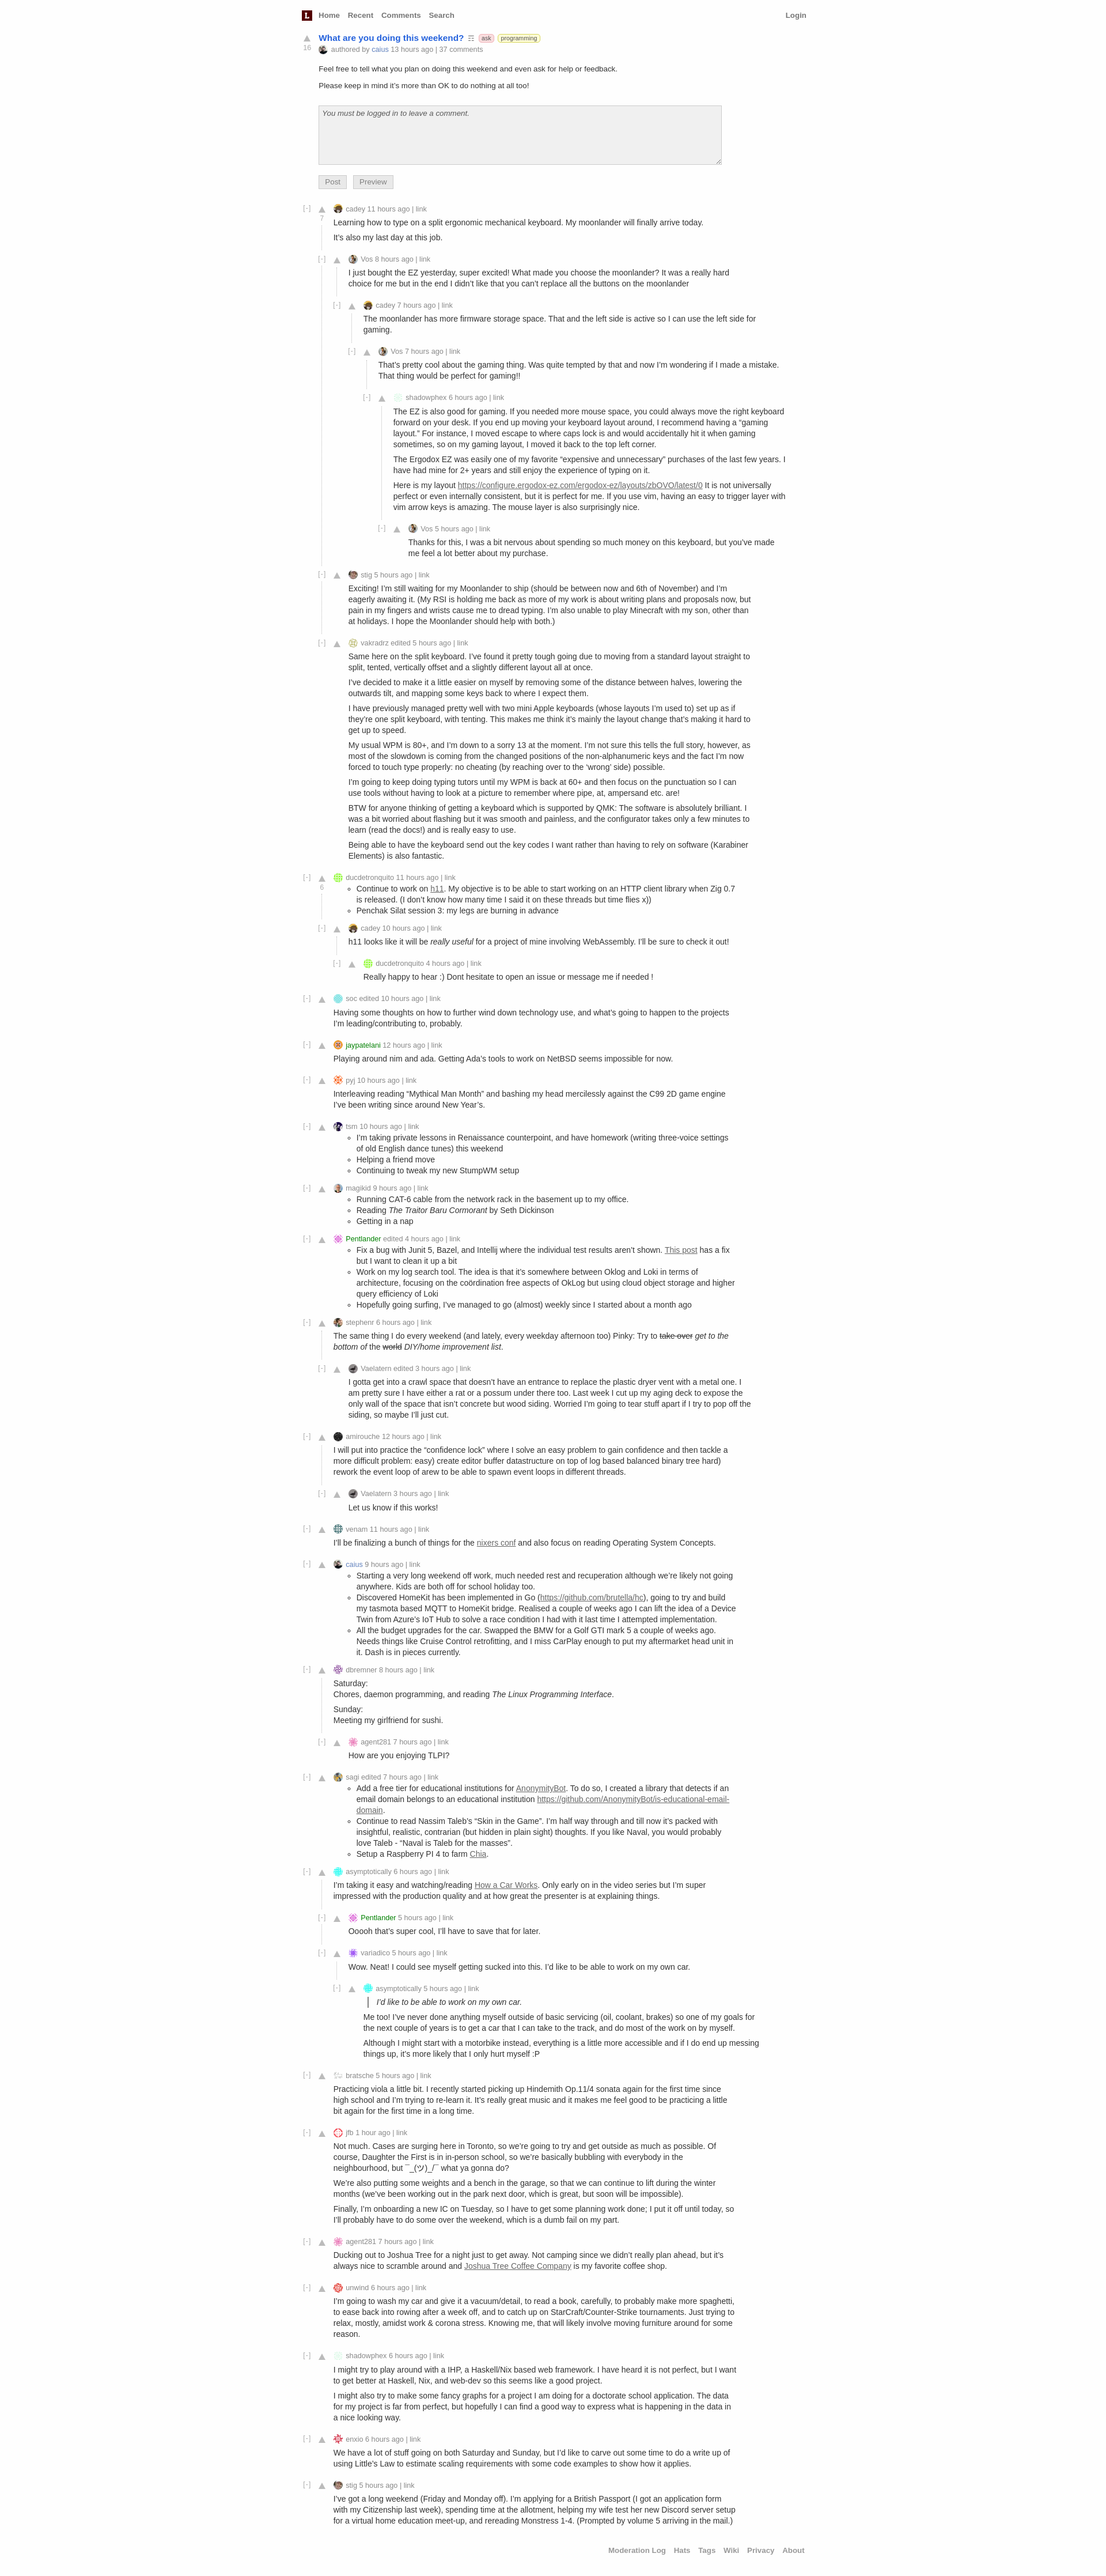 L Home Recent Comments Search Login
What are you doing this weekend? ask programming
16
authored by caius 13 hours ago | 37 comments
Feel free to tell what you plan on doing this weekend and even ask for help or feedback.
Please keep in mind it’s more than OK to do nothing at all too!
You must be logged in to leave a comment.
Post Preview
[-] cadey 11 hours ago | link
7
Learning how to type on a split ergonomic mechanical keyboard. My moonlander will finally arrive today.
It’s also my last day at this job.
[-] Vos 8 hours ago | link
I just bought the EZ yesterday, super excited! What made you choose the moonlander? It was a really hard
choice for me but in the end I didn’t like that you can’t replace all the buttons on the moonlander
[-] cadey 7 hours ago | link
The moonlander has more firmware storage space. That and the left side is active so I can use the left side for
gaming.
[-] Vos 7 hours ago | link
That’s pretty cool about the gaming thing. Was quite tempted by that and now I’m wondering if I made a mistake.
That thing would be perfect for gaming!!
[-] shadowphex 6 hours ago | link
The EZ is also good for gaming. If you needed more mouse space, you could always move the right keyboard
forward on your desk. If you end up moving your keyboard layout around, I recommend having a “gaming
layout.” For instance, I moved escape to where caps lock is and would accidentally hit it when gaming
sometimes, so on my gaming layout, I moved it back to the top left corner.
The Ergodox EZ was easily one of my favorite “expensive and unnecessary” purchases of the last few years. I
have had mine for 2+ years and still enjoy the experience of typing on it.
Here is my layout https://configure.ergodox-ez.com/ergodox-ez/layouts/zbOVO/latest/0 It is not universally
perfect or even internally consistent, but it is perfect for me. If you use vim, having an easy to trigger layer with
vim arrow keys is amazing. The mouse layer is also surprisingly nice.
[-] Vos 5 hours ago | link
Thanks for this, I was a bit nervous about spending so much money on this keyboard, but you’ve made
me feel a lot better about my purchase.
[-] stig 5 hours ago | link
Exciting! I’m still waiting for my Moonlander to ship (should be between now and 6th of November) and I’m
eagerly awaiting it. (My RSI is holding me back as more of my work is about writing plans and proposals now, but
pain in my fingers and wrists cause me to dread typing. I’m also unable to play Minecraft with my son, other than
at holidays. I hope the Moonlander should help with both.)
[-] vakradrz edited 5 hours ago | link
Same here on the split keyboard. I’ve found it pretty tough going due to moving from a standard layout straight to
split, tented, vertically offset and a slightly different layout all at once.
I’ve decided to make it a little easier on myself by removing some of the distance between halves, lowering the
outwards tilt, and mapping some keys back to where I expect them.
I have previously managed pretty well with two mini Apple keyboards (whose layouts I’m used to) set up as if
they’re one split keyboard, with tenting. This makes me think it’s mainly the layout change that’s making it hard to
get up to speed.
My usual WPM is 80+, and I’m down to a sorry 13 at the moment. I’m not sure this tells the full story, however, as
most of the slowdown is coming from the changed positions of the non-alphanumeric keys and the fact I’m now
forced to touch type properly: no cheating (by reaching over to the ‘wrong’ side) possible.
I’m going to keep doing typing tutors until my WPM is back at 60+ and then focus on the punctuation so I can
use tools without having to look at a picture to remember where pipe, at, ampersand etc. are!
BTW for anyone thinking of getting a keyboard which is supported by QMK: The software is absolutely brilliant. I
was a bit worried about flashing but it was smooth and painless, and the configurator takes only a few minutes to
learn (read the docs!) and is really easy to use.
Being able to have the keyboard send out the key codes I want rather than having to rely on software (Karabiner
Elements) is also fantastic.
[-] ducdetronquito 11 hours ago | link
6
Continue to work on h11. My objective is to be able to start working on an HTTP client library when Zig 0.7
is released. (I don’t know how many time I said it on these threads but time flies x))
Penchak Silat session 3: my legs are burning in advance
[-] cadey 10 hours ago | link
h11 looks like it will be really useful for a project of mine involving WebAssembly. I’ll be sure to check it out!
[-] ducdetronquito 4 hours ago | link
Really happy to hear :) Dont hesitate to open an issue or message me if needed !
[-] soc edited 10 hours ago | link
Having some thoughts on how to further wind down technology use, and what’s going to happen to the projects
I’m leading/contributing to, probably.
[-] jaypatelani 12 hours ago | link
Playing around nim and ada. Getting Ada’s tools to work on NetBSD seems impossible for now.
[-] pyj 10 hours ago | link
Interleaving reading “Mythical Man Month” and bashing my head mercilessly against the C99 2D game engine
I’ve been writing since around New Year’s.
[-] tsm 10 hours ago | link
I’m taking private lessons in Renaissance counterpoint, and have homework (writing three-voice settings
of old English dance tunes) this weekend
Helping a friend move
Continuing to tweak my new StumpWM setup
[-] magikid 9 hours ago | link
Running CAT-6 cable from the network rack in the basement up to my office.
Reading The Traitor Baru Cormorant by Seth Dickinson
Getting in a nap
[-] Pentlander edited 4 hours ago | link
Fix a bug with Junit 5, Bazel, and Intellij where the individual test results aren’t shown. This post has a fix
but I want to clean it up a bit
Work on my log search tool. The idea is that it’s somewhere between Oklog and Loki in terms of
architecture, focusing on the coördination free aspects of OkLog but using cloud object storage and higher
query efficiency of Loki
Hopefully going surfing, I’ve managed to go (almost) weekly since I started about a month ago
[-] stephenr 6 hours ago | link
The same thing I do every weekend (and lately, every weekday afternoon too) Pinky: Try to take over get to the
bottom of the world DIY/home improvement list.
[-] Vaelatern edited 3 hours ago | link
I gotta get into a crawl space that doesn’t have an entrance to replace the plastic dryer vent with a metal one. I
am pretty sure I have either a rat or a possum under there too. Last week I cut up my aging deck to expose the
only wall of the space that isn’t concrete but wood siding. Worried I’m going to tear stuff apart if I try to pop off the
siding, so maybe I’ll just cut.
[-] amirouche 12 hours ago | link
I will put into practice the “confidence lock” where I solve an easy problem to gain confidence and then tackle a
more difficult problem: easy) create editor buffer datastructure on top of log based balanced binary tree hard)
rework the event loop of arew to be able to spawn event loops in different threads.
[-] Vaelatern 3 hours ago | link
Let us know if this works!
[-] venam 11 hours ago | link
I’ll be finalizing a bunch of things for the nixers conf and also focus on reading Operating System Concepts.
[-] caius 9 hours ago | link
Starting a very long weekend off work, much needed rest and recuperation although we’re likely not going
anywhere. Kids are both off for school holiday too.
Discovered HomeKit has been implemented in Go (https://github.com/brutella/hc), going to try and build
my tasmota based MQTT to HomeKit bridge. Realised a couple of weeks ago I can lift the idea of a Device
Twin from Azure’s IoT Hub to solve a race condition I had with it last time I attempted implementation.
All the budget upgrades for the car. Swapped the BMW for a Golf GTI mark 5 a couple of weeks ago.
Needs things like Cruise Control retrofitting, and I miss CarPlay enough to put my aftermarket head unit in
it. Dash is in pieces currently.
[-] dbremner 8 hours ago | link
Saturday:
Chores, daemon programming, and reading The Linux Programming Interface.
Sunday:
Meeting my girlfriend for sushi.
[-] agent281 7 hours ago | link
How are you enjoying TLPI?
[-] sagi edited 7 hours ago | link
Add a free tier for educational institutions for AnonymityBot. To do so, I created a library that detects if an
email domain belongs to an educational institution https://github.com/AnonymityBot/is-educational-email-
domain.
Continue to read Nassim Taleb’s “Skin in the Game”. I’m half way through and till now it’s packed with
insightful, realistic, contrarian (but hidden in plain sight) thoughts. If you like Naval, you would probably
love Taleb - “Naval is Taleb for the masses”.
Setup a Raspberry PI 4 to farm Chia.
[-] asymptotically 6 hours ago | link
I’m taking it easy and watching/reading How a Car Works. Only early on in the video series but I’m super
impressed with the production quality and at how great the presenter is at explaining things.
[-] Pentlander 5 hours ago | link
Ooooh that’s super cool, I’ll have to save that for later.
[-] variadico 5 hours ago | link
Wow. Neat! I could see myself getting sucked into this. I’d like to be able to work on my own car.
[-] asymptotically 5 hours ago | link
I’d like to be able to work on my own car.
Me too! I’ve never done anything myself outside of basic servicing (oil, coolant, brakes) so one of my goals for
the next couple of years is to get a car that I can take to the track, and do most of the work on by myself.
Although I might start with a motorbike instead, everything is a little more accessible and if I do end up messing
things up, it’s more likely that I only hurt myself :P
[-] bratsche 5 hours ago | link
Practicing viola a little bit. I recently started picking up Hindemith Op.11/4 sonata again for the first time since
high school and I’m trying to re-learn it. It’s really great music and it makes me feel good to be practicing a little
bit again for the first time in a long time.
[-] jfb 1 hour ago | link
Not much. Cases are surging here in Toronto, so we’re going to try and get outside as much as possible. Of
course, Daughter the First is in in-person school, so we’re basically bubbling with everybody in the
neighbourhood, but ¯_(ツ)_/¯ what ya gonna do?
We’re also putting some weights and a bench in the garage, so that we can continue to lift during the winter
months (we’ve been working out in the park next door, which is great, but soon will be impossible).
Finally, I’m onboarding a new IC on Tuesday, so I have to get some planning work done; I put it off until today, so
I’ll probably have to do some over the weekend, which is a dumb fail on my part.
[-] agent281 7 hours ago | link
Ducking out to Joshua Tree for a night just to get away. Not camping since we didn’t really plan ahead, but it’s
always nice to scramble around and Joshua Tree Coffee Company is my favorite coffee shop.
[-] unwind 6 hours ago | link
I’m going to wash my car and give it a vacuum/detail, to read a book, carefully, to probably make more spaghetti,
to ease back into rowing after a week off, and to catch up on StarCraft/Counter-Strike tournaments. Just trying to
relax, mostly, amidst work & corona stress. Knowing me, that will likely involve moving furniture around for some
reason.
[-] shadowphex 6 hours ago | link
I might try to play around with a IHP, a Haskell/Nix based web framework. I have heard it is not perfect, but I want
to get better at Haskell, Nix, and web-dev so this seems like a good project.
I might also try to make some fancy graphs for a project I am doing for a doctorate school application. The data
for my project is far from perfect, but hopefully I can find a good way to express what is happening in the data in
a nice looking way.
[-] enxio 6 hours ago | link
We have a lot of stuff going on both Saturday and Sunday, but I’d like to carve out some time to do a write up of
using Little’s Law to estimate scaling requirements with some code examples to show how it applies.
[-] stig 5 hours ago | link
I’ve got a long weekend (Friday and Monday off). I’m applying for a British Passport (I got an application form
with my Citizenship last week), spending time at the allotment, helping my wife test her new Discord server setup
for a virtual home education meet-up, and rereading Monstress 1-4. (Prompted by volume 5 arriving in the mail.)
Moderation Log Hats Tags Wiki Privacy About